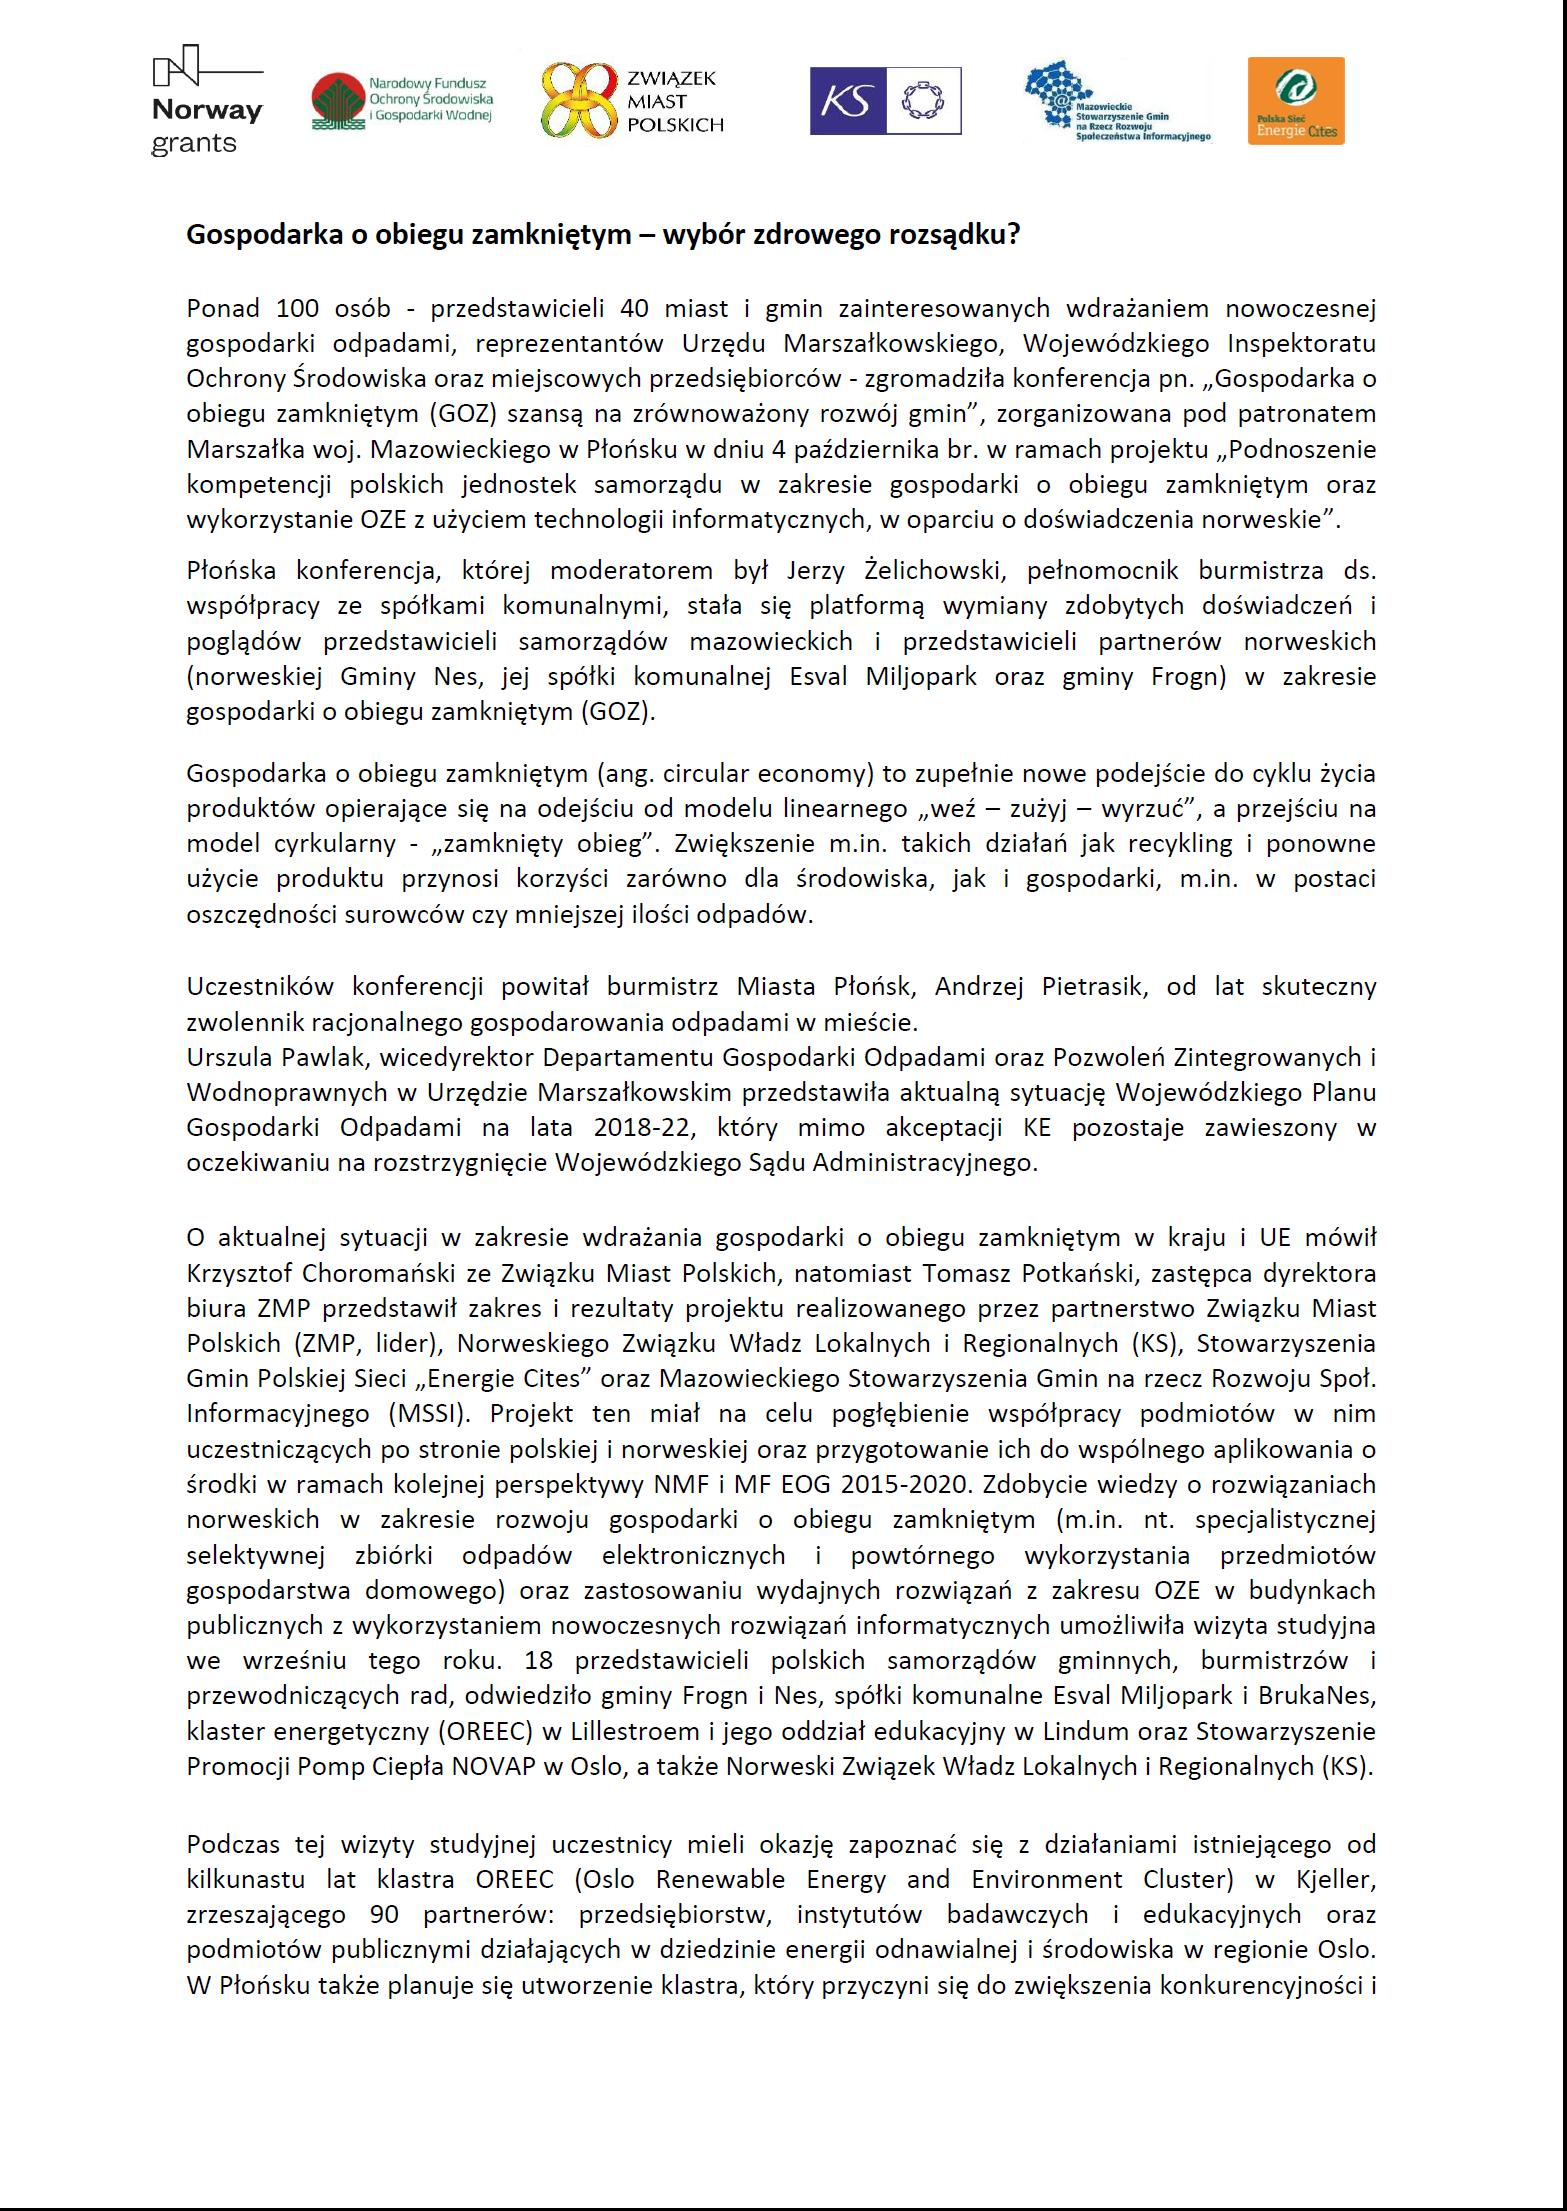 Norway
grants
Narodowy Fundusz
Ochrony Środowiska
i Gospodarki Wodnej
ZWIĄZEK
MIAST
POLSKICH
KS
@
Mazowieckie
Stowarzyszenie Gmin
na Rzecz Rozwoju
Społeczeństwa Informacyjnego
Polska Sieć
Energie Cites
Gospodarka o obiegu zamkniętym – wybór zdrowego rozsądku?
Ponad 100 osób - przedstawicieli 40 miast i gmin zainteresowanych wdrażaniem nowoczesnej
gospodarki odpadami, reprezentantów Urzędu Marszałkowskiego, Wojewódzkiego Inspektoratu
Ochrony Środowiska oraz miejscowych przedsiębiorców - zgromadziła konferencja pn. „Gospodarka o
obiegu zamkniętym (GOZ) szansą na zrównoważony rozwój gmin”, zorganizowana pod patronatem
Marszałka woj. Mazowieckiego w Płońsku w dniu 4 października br. w ramach projektu „Podnoszenie
kompetencji polskich jednostek samorządu w zakresie gospodarki o obiegu zamkniętym oraz
wykorzystanie OZE z użyciem technologii informatycznych, w oparciu o doświadczenia norweskie”.
Płońska konferencja, której moderatorem był Jerzy Żelichowski, pełnomocnik burmistrza ds.
współpracy ze spółkami komunalnymi, stała się platformą wymiany zdobytych doświadczeń i
poglądów przedstawicieli samorządów mazowieckich i przedstawicieli partnerów norweskich
(norweskiej Gminy Nes, jej spółki komunalnej Esval Miljopark oraz gminy Frogn) w zakresie
gospodarki o obiegu zamkniętym (GOZ).
Gospodarka o obiegu zamkniętym (ang. circular economy) to zupełnie nowe podejście do cyklu życia
produktów opierające się na odejściu od modelu linearnego „weź – zużyj – wyrzuć”, a przejściu na
model cyrkularny - „zamknięty obieg”. Zwiększenie m.in. takich działań jak recykling i ponowne
użycie produktu przynosi korzyści zarówno dla środowiska, jak i gospodarki, m.in. w postaci
oszczędności surowców czy mniejszej ilości odpadów.
Uczestników konferencji powitał burmistrz Miasta Płońsk, Andrzej Pietrasik, od lat skuteczny
zwolennik racjonalnego gospodarowania odpadami w mieście.
Urszula Pawlak, wicedyrektor Departamentu Gospodarki Odpadami oraz Pozwoleń Zintegrowanych i
Wodnoprawnych w Urzędzie Marszałkowskim przedstawiła aktualną sytuację Wojewódzkiego Planu
Gospodarki Odpadami na lata 2018-22, który mimo akceptacji KE pozostaje zawieszony w
oczekiwaniu na rozstrzygnięcie Wojewódzkiego Sądu Administracyjnego.
O aktualnej sytuacji w zakresie wdrażania gospodarki o obiegu zamkniętym w kraju i UE mówił
Krzysztof Choromański ze Związku Miast Polskich, natomiast Tomasz Potkański, zastępca dyrektora
biura ZMP przedstawił zakres i rezultaty projektu realizowanego przez partnerstwo Związku Miast
Polskich (ZMP, lider), Norweskiego Związku Władz Lokalnych i Regionalnych (KS), Stowarzyszenia
Gmin Polskiej Sieci „Energie Cites” oraz Mazowieckiego Stowarzyszenia Gmin na rzecz Rozwoju Społ.
Informacyjnego (MSSI). Projekt ten miał na celu pogłębienie współpracy podmiotów w nim
uczestniczących po stronie polskiej i norweskiej oraz przygotowanie ich do wspólnego aplikowania o
środki w ramach kolejnej perspektywy NMF i MF EOG 2015-2020. Zdobycie wiedzy o rozwiązaniach
norweskich w zakresie rozwoju gospodarki o obiegu zamkniętym (m.in. nt. specjalistycznej
selektywnej zbiórki odpadów elektronicznych i powtórnego wykorzystania przedmiotów
gospodarstwa domowego) oraz zastosowaniu wydajnych rozwiązań z zakresu OZE w budynkach
publicznych z wykorzystaniem nowoczesnych rozwiązań informatycznych umożliwiła wizyta studyjna
we wrześniu tego roku. 18 przedstawicieli polskich samorządów gminnych, burmistrzów i
przewodniczących rad, odwiedziło gminy Frogn i Nes, spółki komunalne Esval Miljopark i BrukaNes,
klaster energetyczny (OREEC) w Lillestroem i jego oddział edukacyjny w Lindum oraz Stowarzyszenie
Promocji Pomp Ciepła NOVAP w Oslo, a także Norweski Związek Władz Lokalnych i Regionalnych (KS).
Podczas tej wizyty studyjnej uczestnicy mieli okazję zapoznać się z działaniami istniejącego od
kilkunastu lat klastra OREEC (Oslo Renewable Energy and Environment Cluster) w Kjeller,
zrzeszającego 90 partnerów: przedsiębiorstw, instytutów badawczych i edukacyjnych oraz
podmiotów publicznymi działających w dziedzinie energii odnawialnej i środowiska w regionie Oslo.
W Płońsku także planuje się utworzenie klastra, który przyczyni się do zwiększenia konkurencyjności i